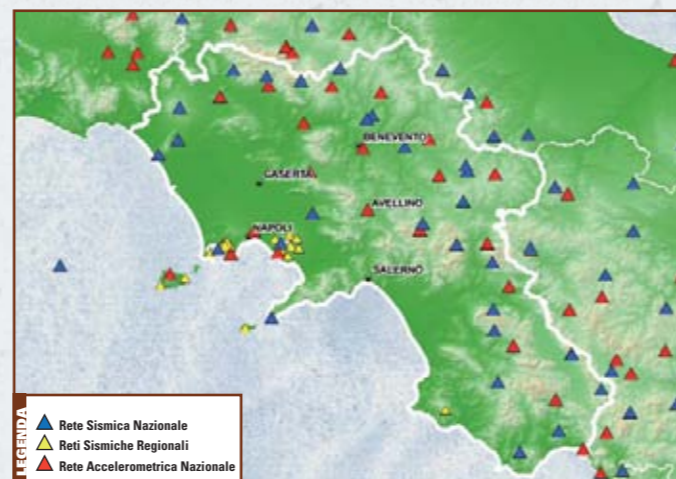 BENEVENTO
CASERTA
AVELLINO
NAPOLI
SALERNO
LEGENDA
Rete Sismica Nazionale
Reti Sismiche Regionali
Rete Accelerometrica Nazionale